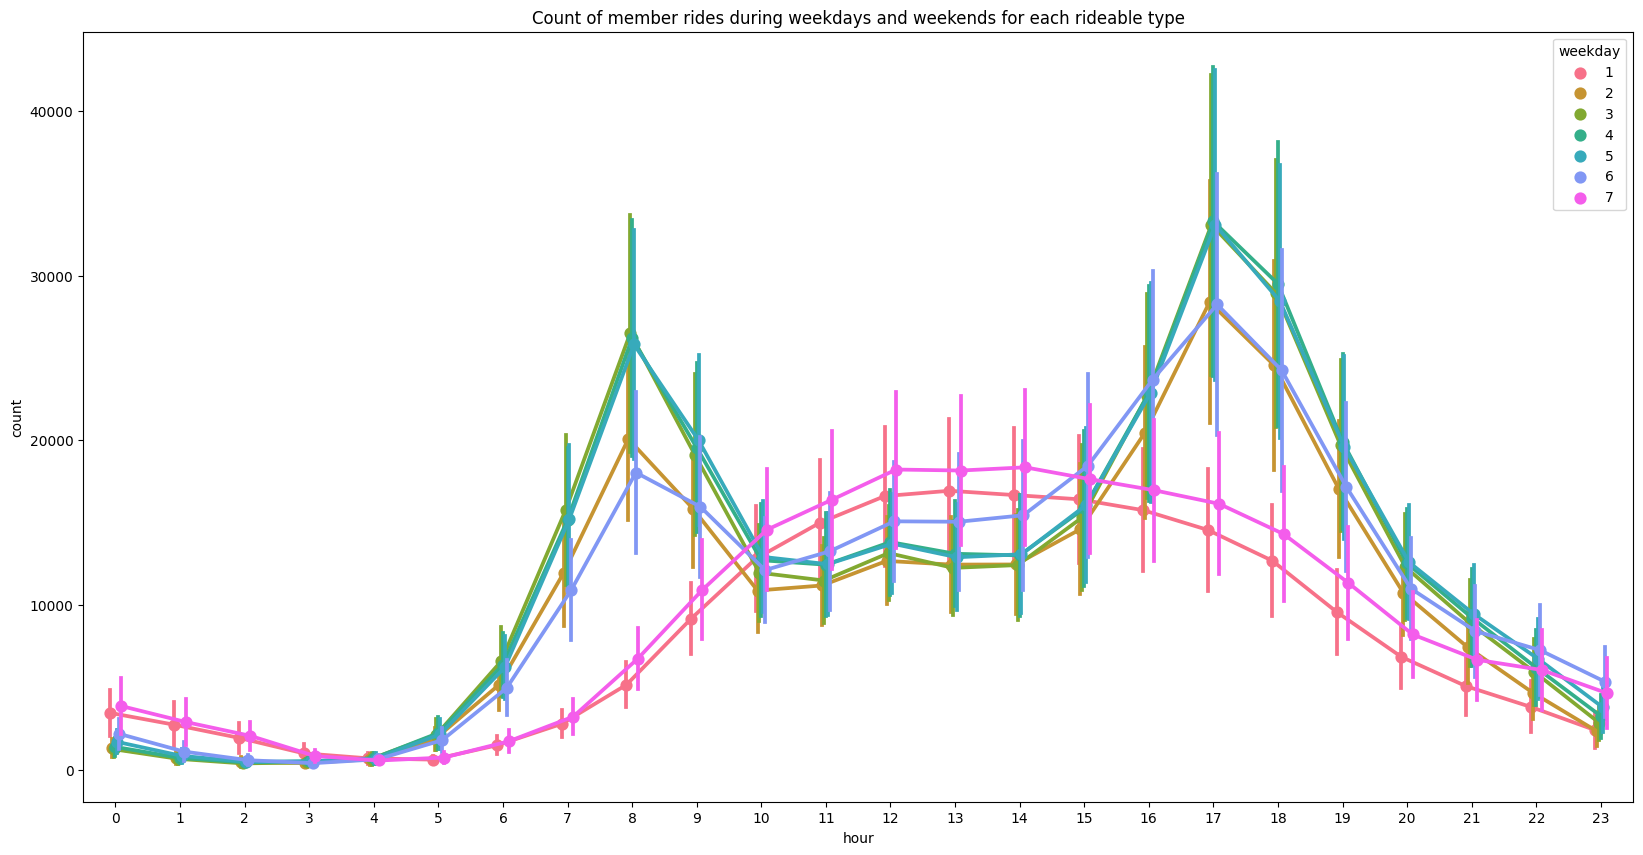 Count of member rides during weekdays and weekends for each rideable type
weekday
1
2
3
4
5
6
7
count
40000
30000
20000
10000
0
0 1 2 3 4 5 6 7 8 9 10 11 12 13 14 15 16 17 18 19 20 21 22 23
hour